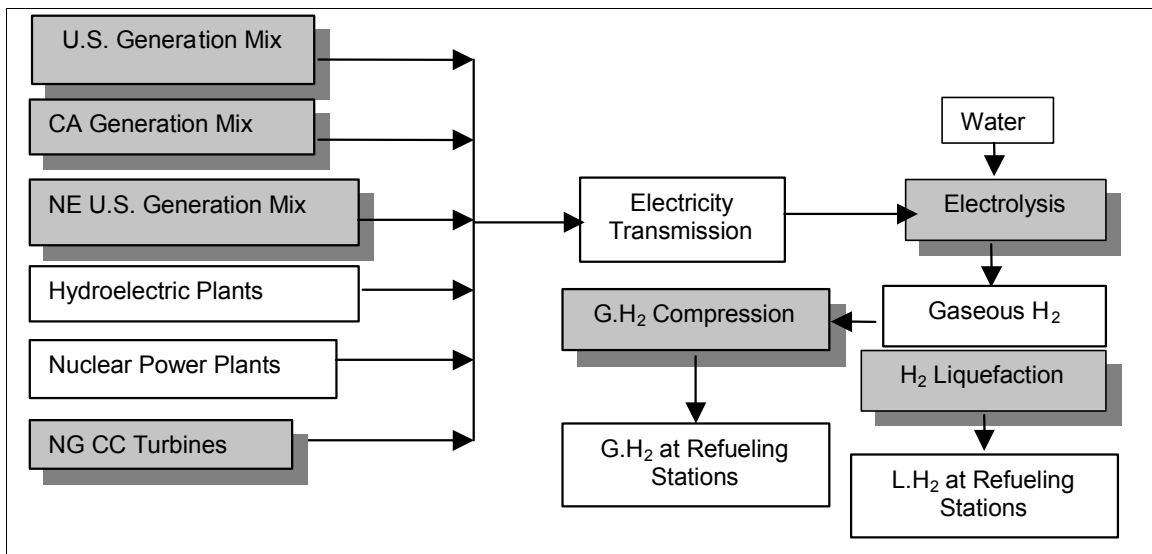 U.S. Generation Mix
CA Generation Mix
NE U.S. Generation Mix
Hydroelectric Plants
Nuclear Power Plants
NG CC Turbines
Electricity
Transmission
Water
Electrolysis
Gaseous H₂
G.H₂ Compression
H₂ Liquefaction
G.H₂ at Refueling
Stations
L.H₂ at Refueling
Stations